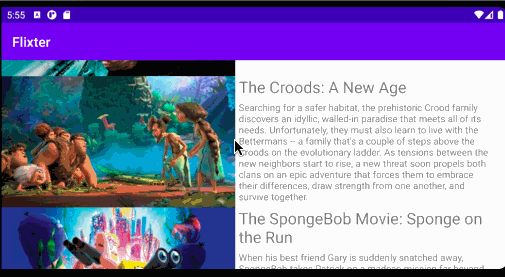 5:55
Flixter
The Croods: A New Age
Searching for a safer habitat, the prehistoric Crood family
discovers an idyllic, walled-in paradise that meets all of its
needs. Unfortunately, they must also learn to live with the
Bettermans -- a family that's a couple of steps above the
Croods on the evolutionary ladder. As tensions between the
new neighbors start to rise, a new threat soon propels both
clans on an epic adventure that forces them to embrace
their differences, draw strength from one another, and
survive together.
The SpongeBob Movie: Sponge on
the Run
When his best friend Gary is suddenly snatched away,
SpongeBob takes Patrick on a madcap mission far beyond